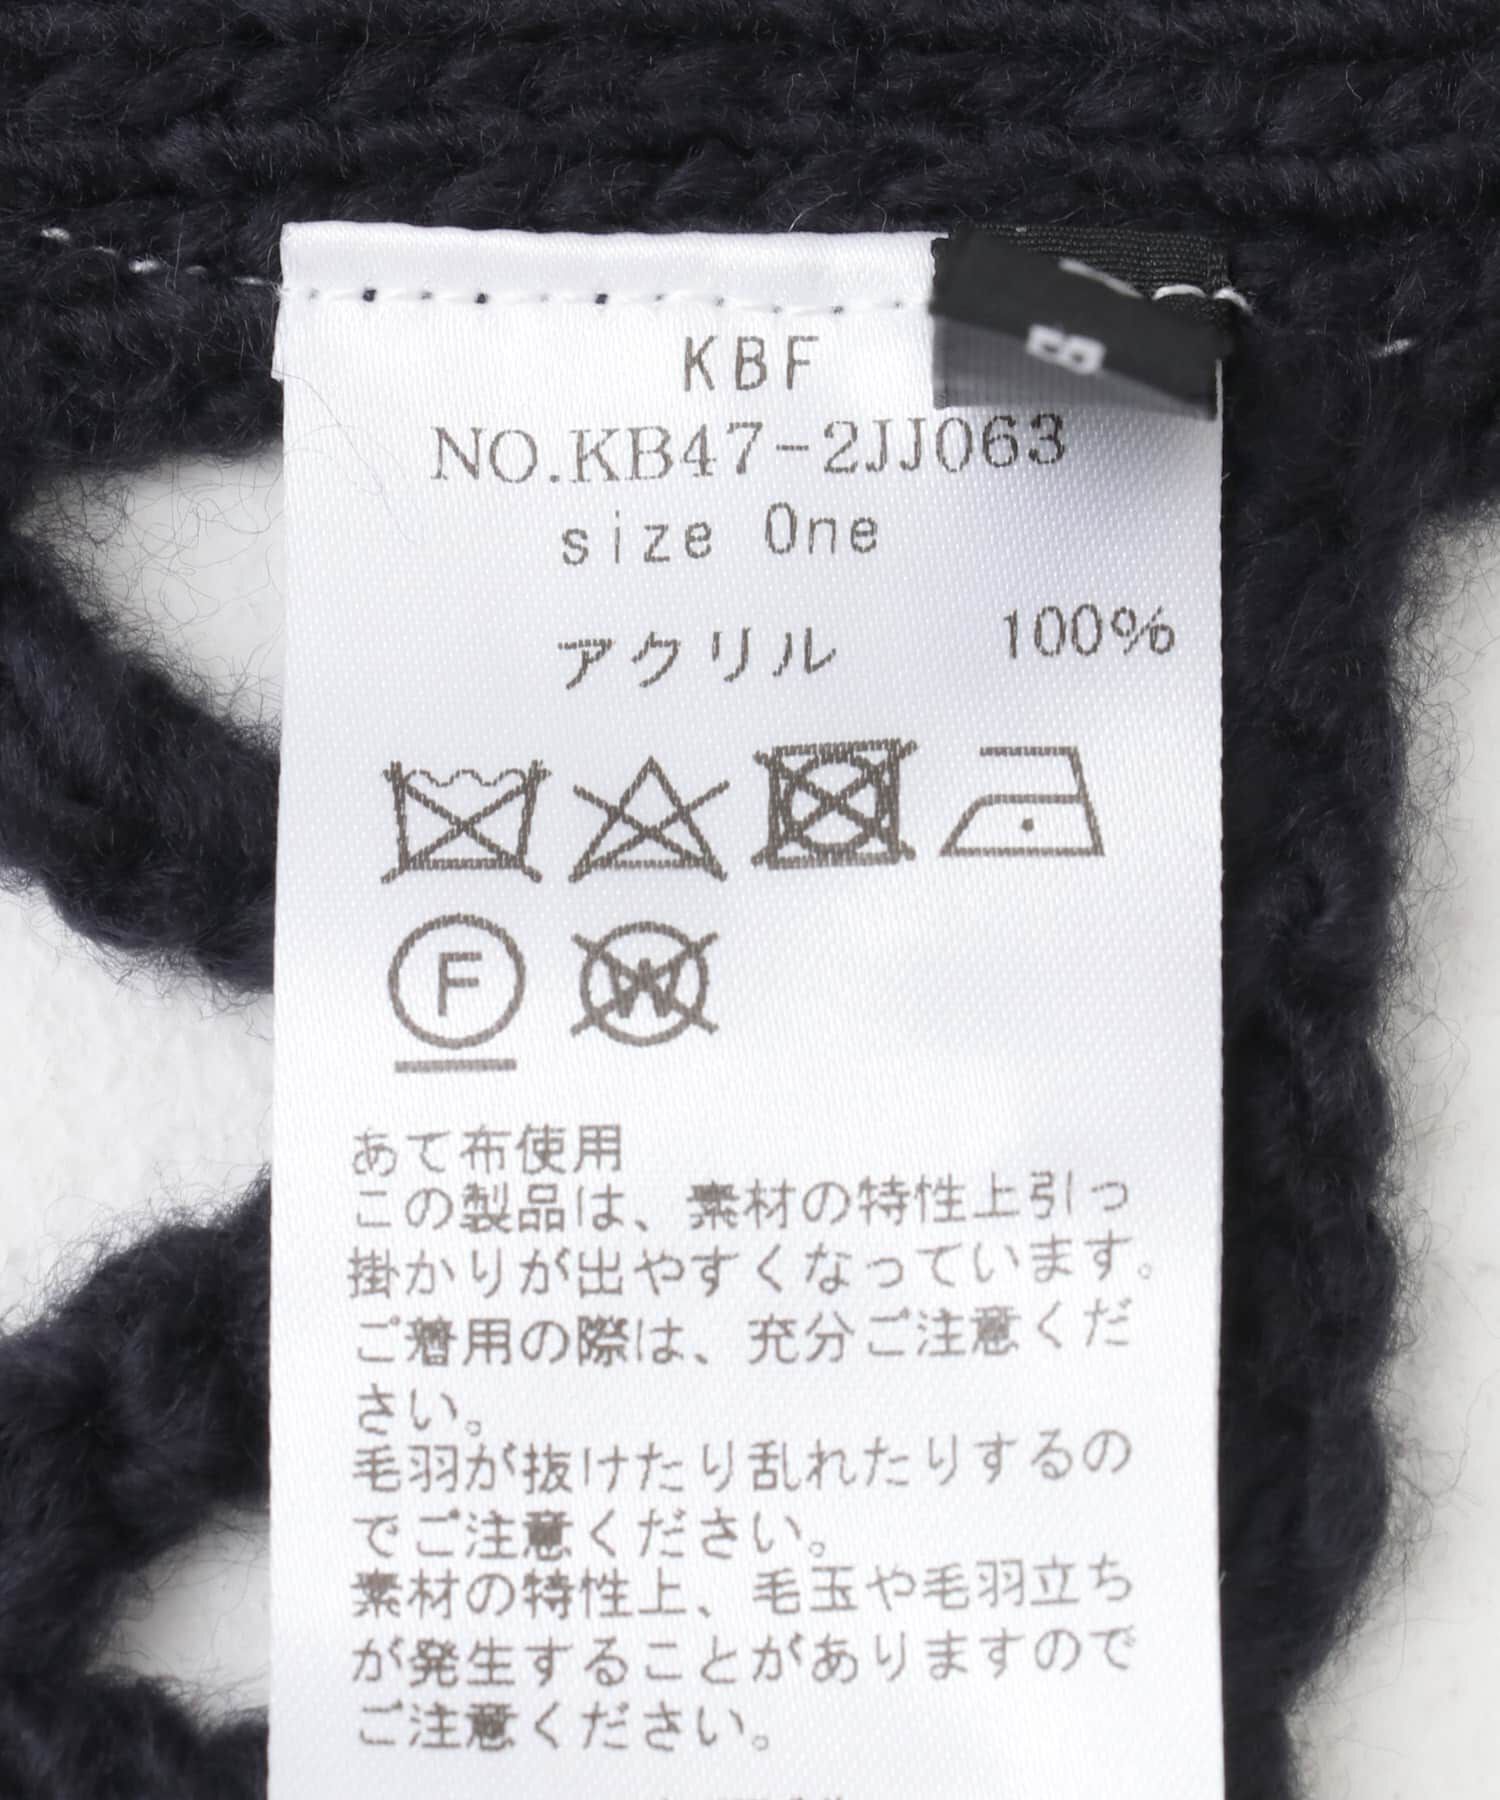 KBF
NO.KB47-2JJ063
size One
アクリル 100%
F
W
あて布使用
この製品は、素材の特性上引っ
掛かりが出やすくなっています。
ご着用の際は、充分ご注意くだ
さい。
毛羽が抜けたり乱れたりするの
でご注意ください。
素材の特性上、毛玉や毛羽立ち
が発生することがありますので
ご注意ください。